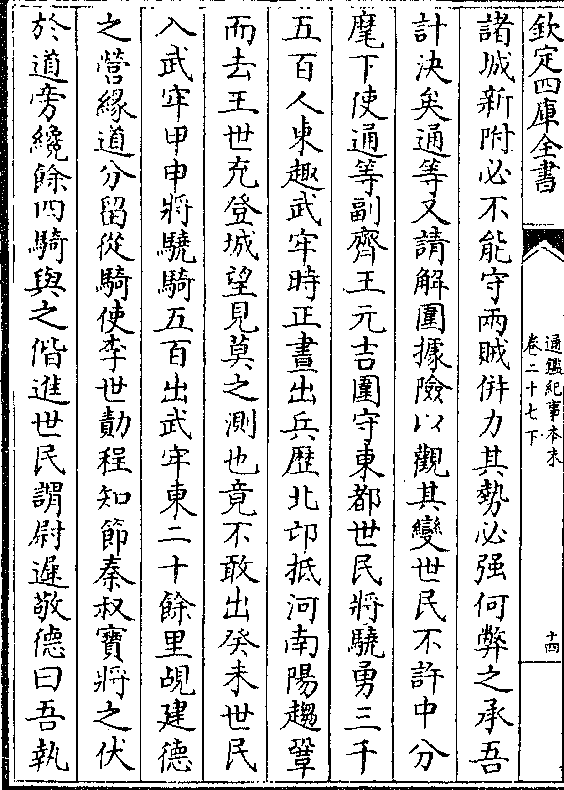 欽定四庫全書
通鑑紀事本末
卷二十七下
十四
諸城新附必不能守兩賊併力其勢必强何弊之承吾
計決矣通等又請解圍據險以觀其變世民不許中分
麾下使通等副齊王元吉圍守東都世民將驍勇三千
五百人東趣武牢時正晝出兵歷北邙抵河南陽趨鞏
而去王世充登城望見莫之測也竟不敢出癸未世民
入武牢甲申將驍騎五百出武牢東二十餘里覘建德
之營緣道分留從騎使李世勣程知節秦叔寶將之伏
於道旁纔餘四騎與之偕進世民謂尉遲敬德曰吾執